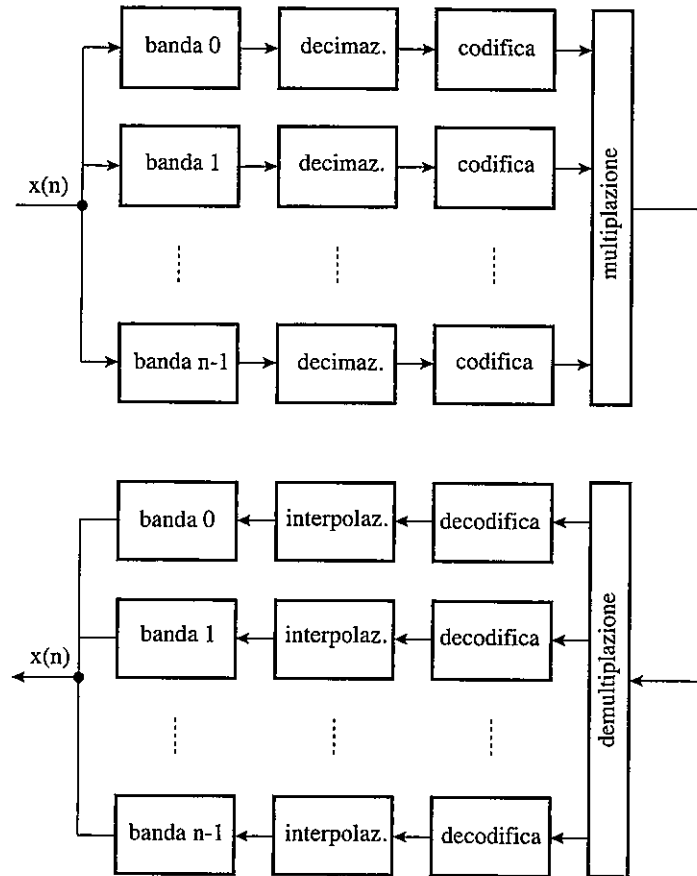 banda 0 decimaz. codifica
banda 1 decimaz. codifica
x(n)
multiplazione
banda n-1 decimaz. codifica
banda 0 interpolaz. decodifica
banda 1 interpolaz. decodifica
x(n)
demultiplazione
banda n-1 interpolaz. decodifica